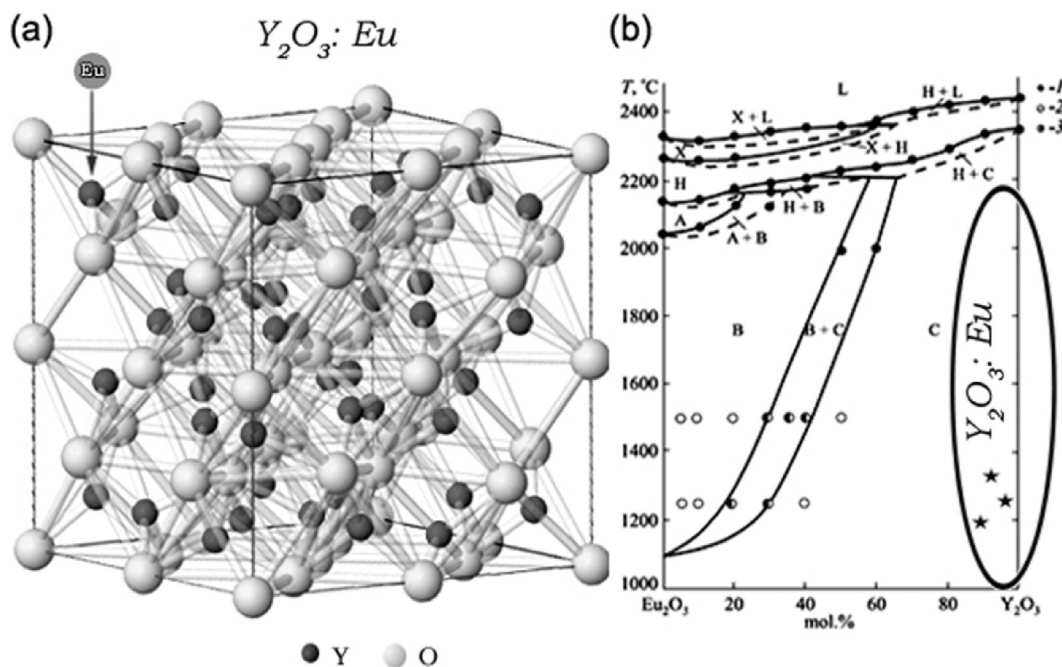 (a)
Y₂O₃: Eu
Eu
Y
O
(b)
T, °C
2400
2200
2000
1800
1600
1400
1200
1000
L
H + L
X + L
X
X + H
H
H + C
H + B
A
A + B
B
B + C
C
Y₂O₃: Eu
-1
-2
-3
Eu₂O₃ 20 40 60 80 Y₂O₃
mol.%